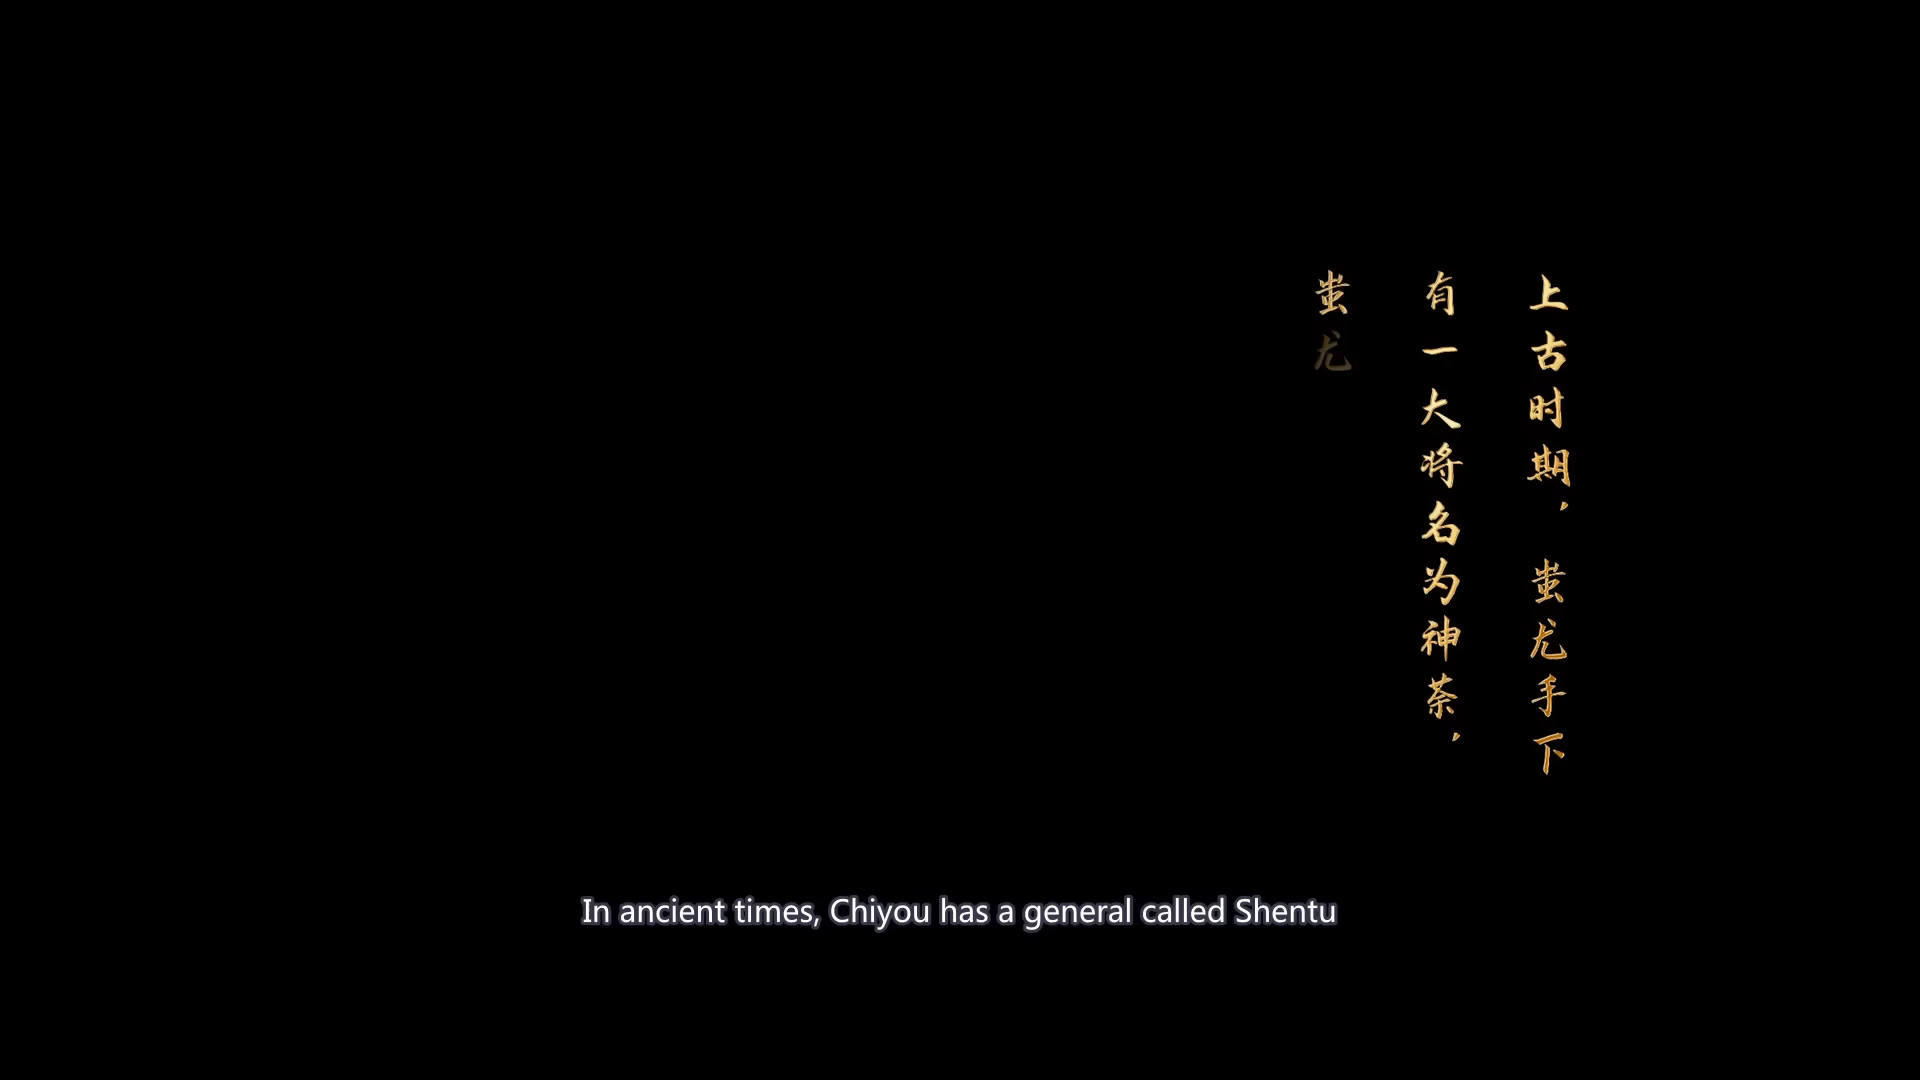 上古时期，蚩尤手下
有一大将名为神荼，
蚩尤
In ancient times, Chiyou has a general called Shentu